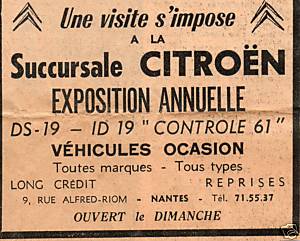 Une visite s'impose
A LA
Succursale CITROËN
EXPOSITION ANNUELLE
DS-19 - ID 19 "CONTROLE 61"
VÉHICULES OCASION
Toutes marques - Tous types
LONG CRÉDIT REPRISES
9, RUE ALFRED-RIOM - NANTES - Tél. 71.55.37
OUVERT le DIMANCHE